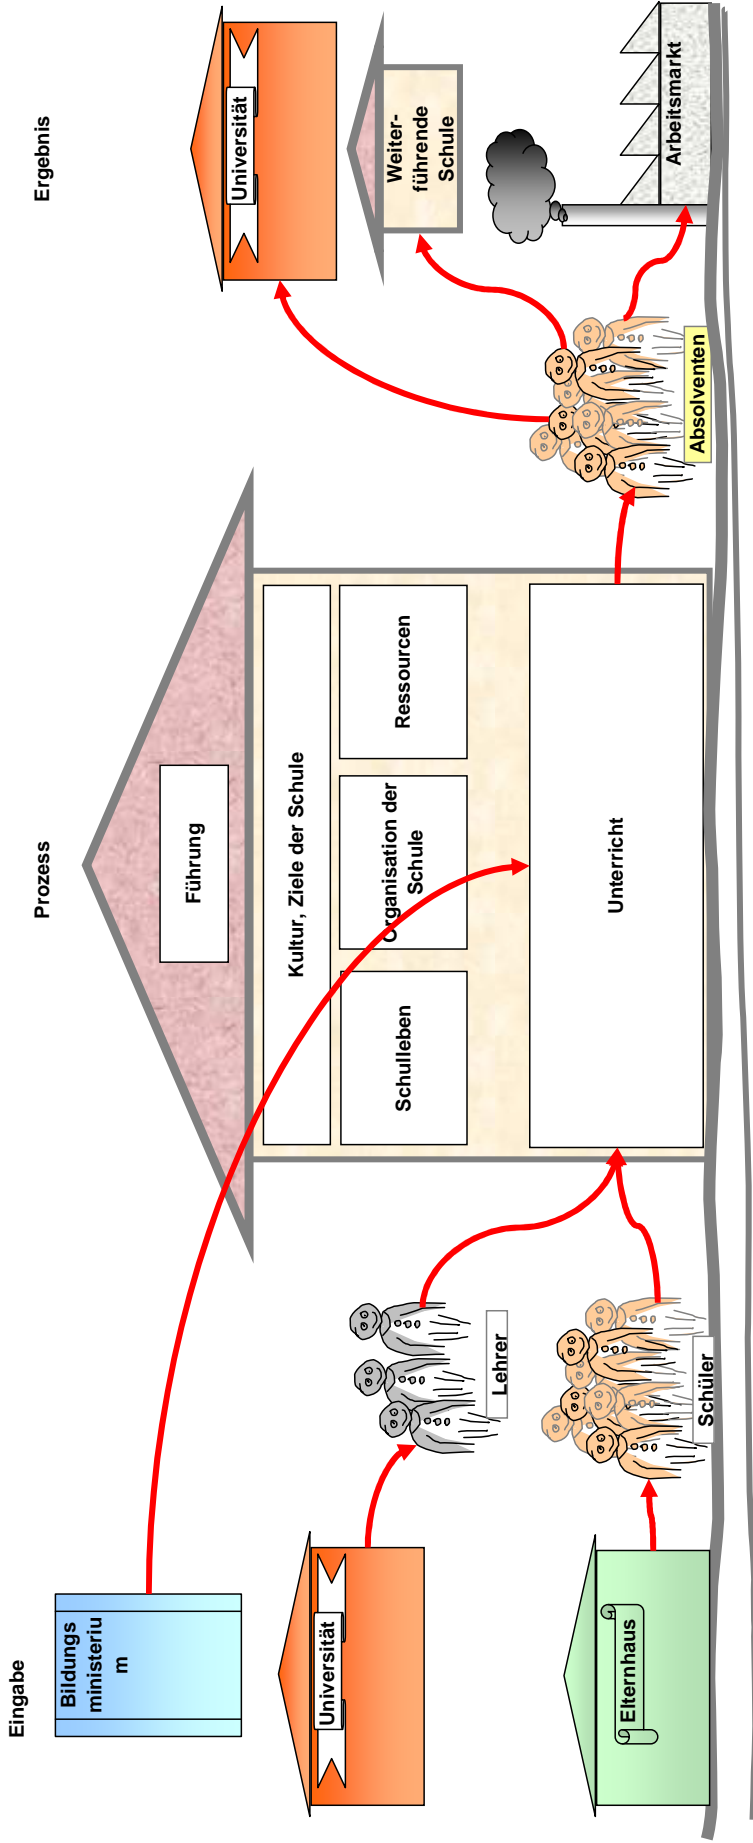 Eingabe
Prozess
Ergebnis
Bildungs
ministeriu
m
Universität
Elternhaus
Lehrer
Schüler
Führung
Kultur, Ziele der Schule
Schulleben
Organisation der
Schule
Ressourcen
Unterricht
Absolventen
Universität
Weiter-
führende
Schule
Arbeitsmarkt